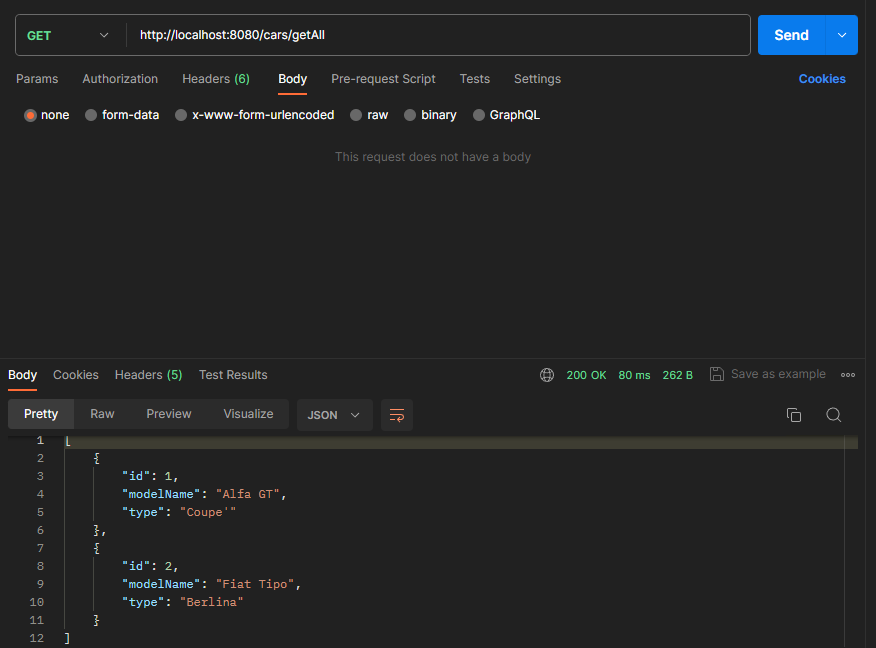 GET http://localhost:8080/cars/getAll Send
Params Authorization Headers (6) Body Pre-request Script Tests Settings Cookies
none form-data x-www-form-urlencoded raw binary GraphQL
This request does not have a body
Body Cookies Headers (5) Test Results 200 OK 80 ms 262 B Save as example
Pretty Raw Preview Visualize JSON
1 [
2 {
3 "id": 1,
4 "modelName": "Alfa GT",
5 "type": "Coupe'"
6 },
7 {
8 "id": 2,
9 "modelName": "Fiat Tipo",
10 "type": "Berlina"
11 }
12 ]